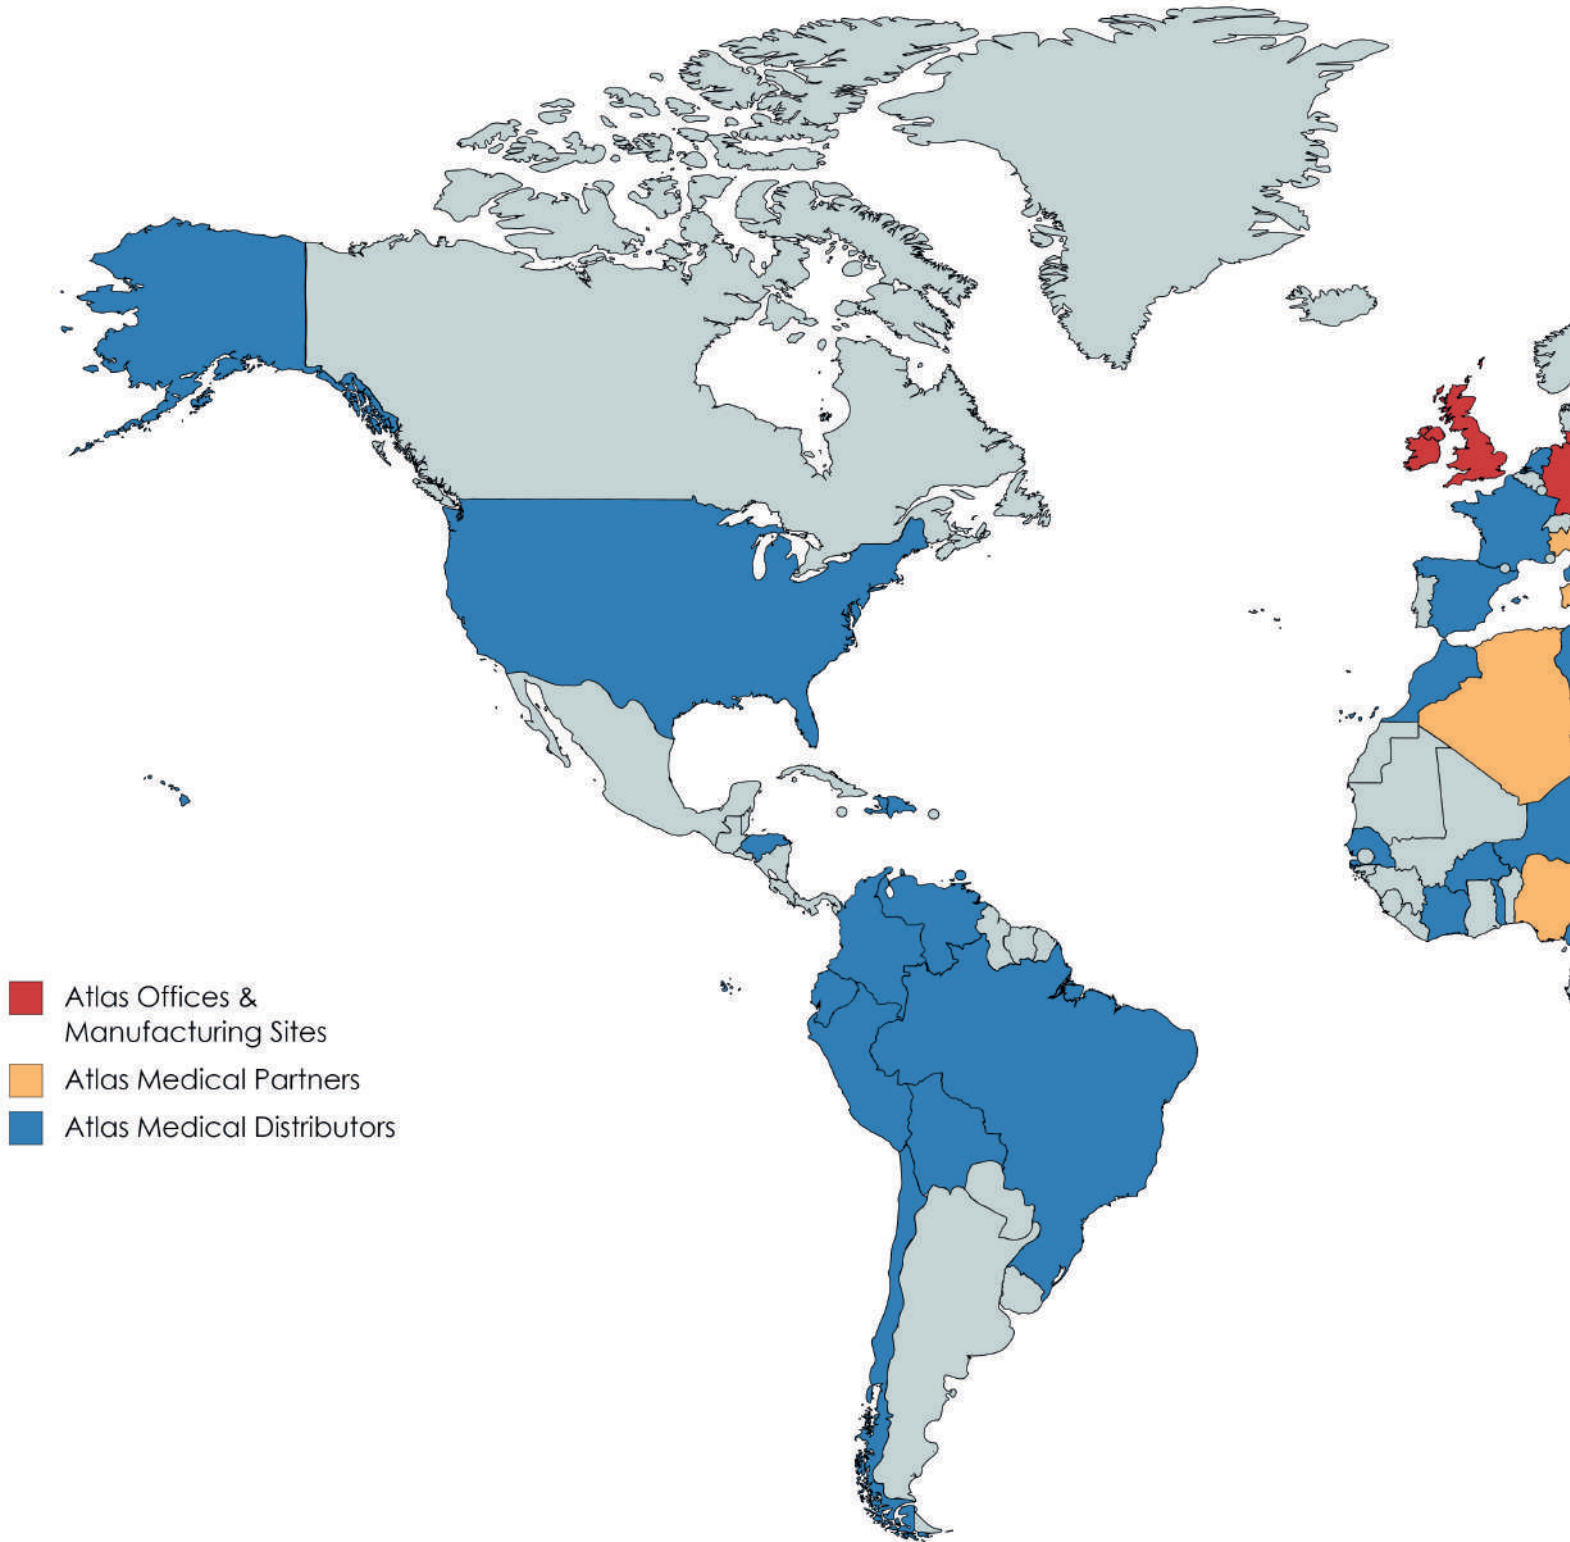 Atlas Offices &
Manufacturing Sites
Atlas Medical Partners
Atlas Medical Distributors